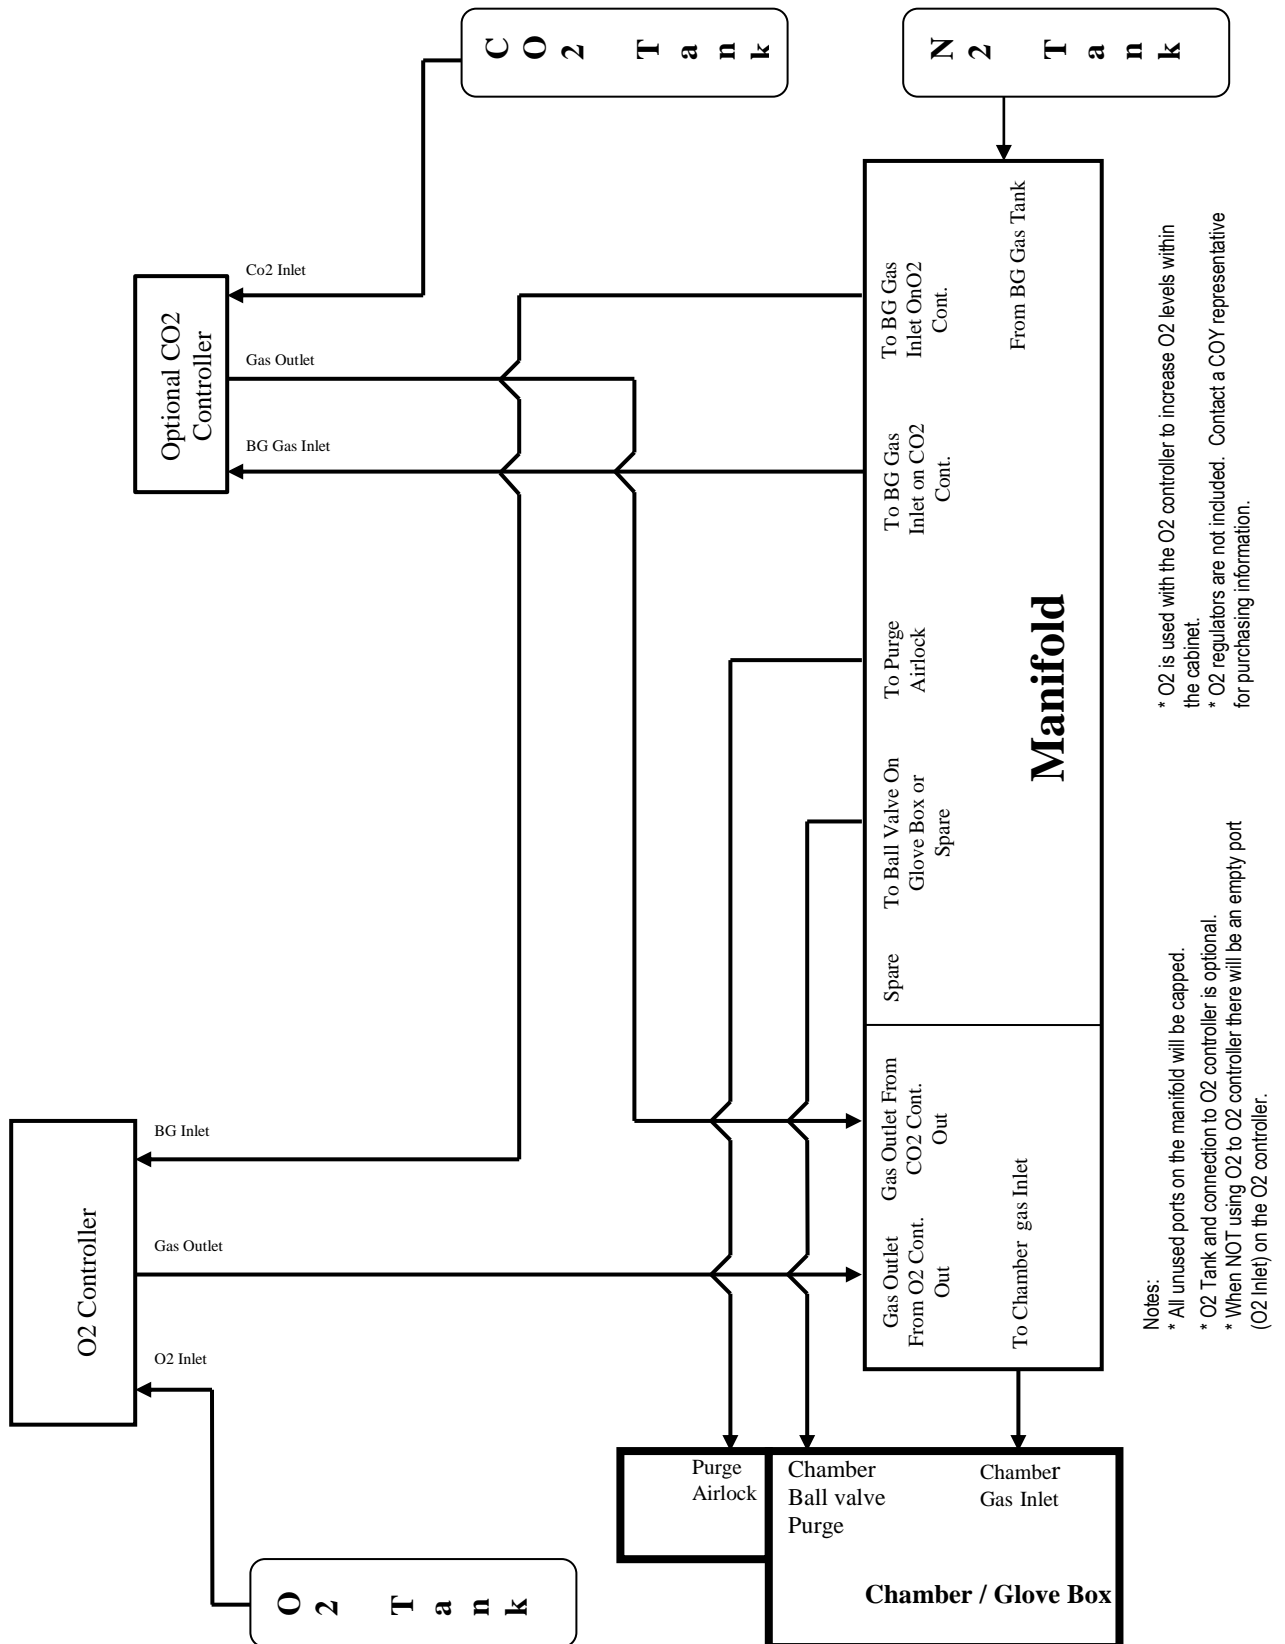 CO2 Tank
N2 Tank
Co2 Inlet
Gas Outlet
BG Gas Inlet
Optional CO2
Controller
From BG Gas Tank
To BG Gas
Inlet OnO2
Cont.
To BG Gas
Inlet on CO2
Cont.
To Purge
Airlock
To Ball Valve On
Glove Box or
Spare
Spare
Manifold
Gas Outlet From
CO2 Cont.
Out
Gas Outlet
From O2 Cont.
Out
To Chamber gas Inlet
BG Inlet
Gas Outlet
O2 Inlet
O2 Controller
O2 Tank
Purge
Airlock
Chamber
Ball valve
Purge
Chamber
Gas Inlet
Chamber / Glove Box
Notes:
* All unused ports on the manifold will be capped.
* O2 Tank and connection to O2 controller is optional.
* When NOT using O2 to O2 controller there will be an empty port
(O2 Inlet) on the O2 controller.
* O2 is used with the O2 controller to increase O2 levels within
the cabinet.
* O2 regulators are not included. Contact a COY representative
for purchasing information.